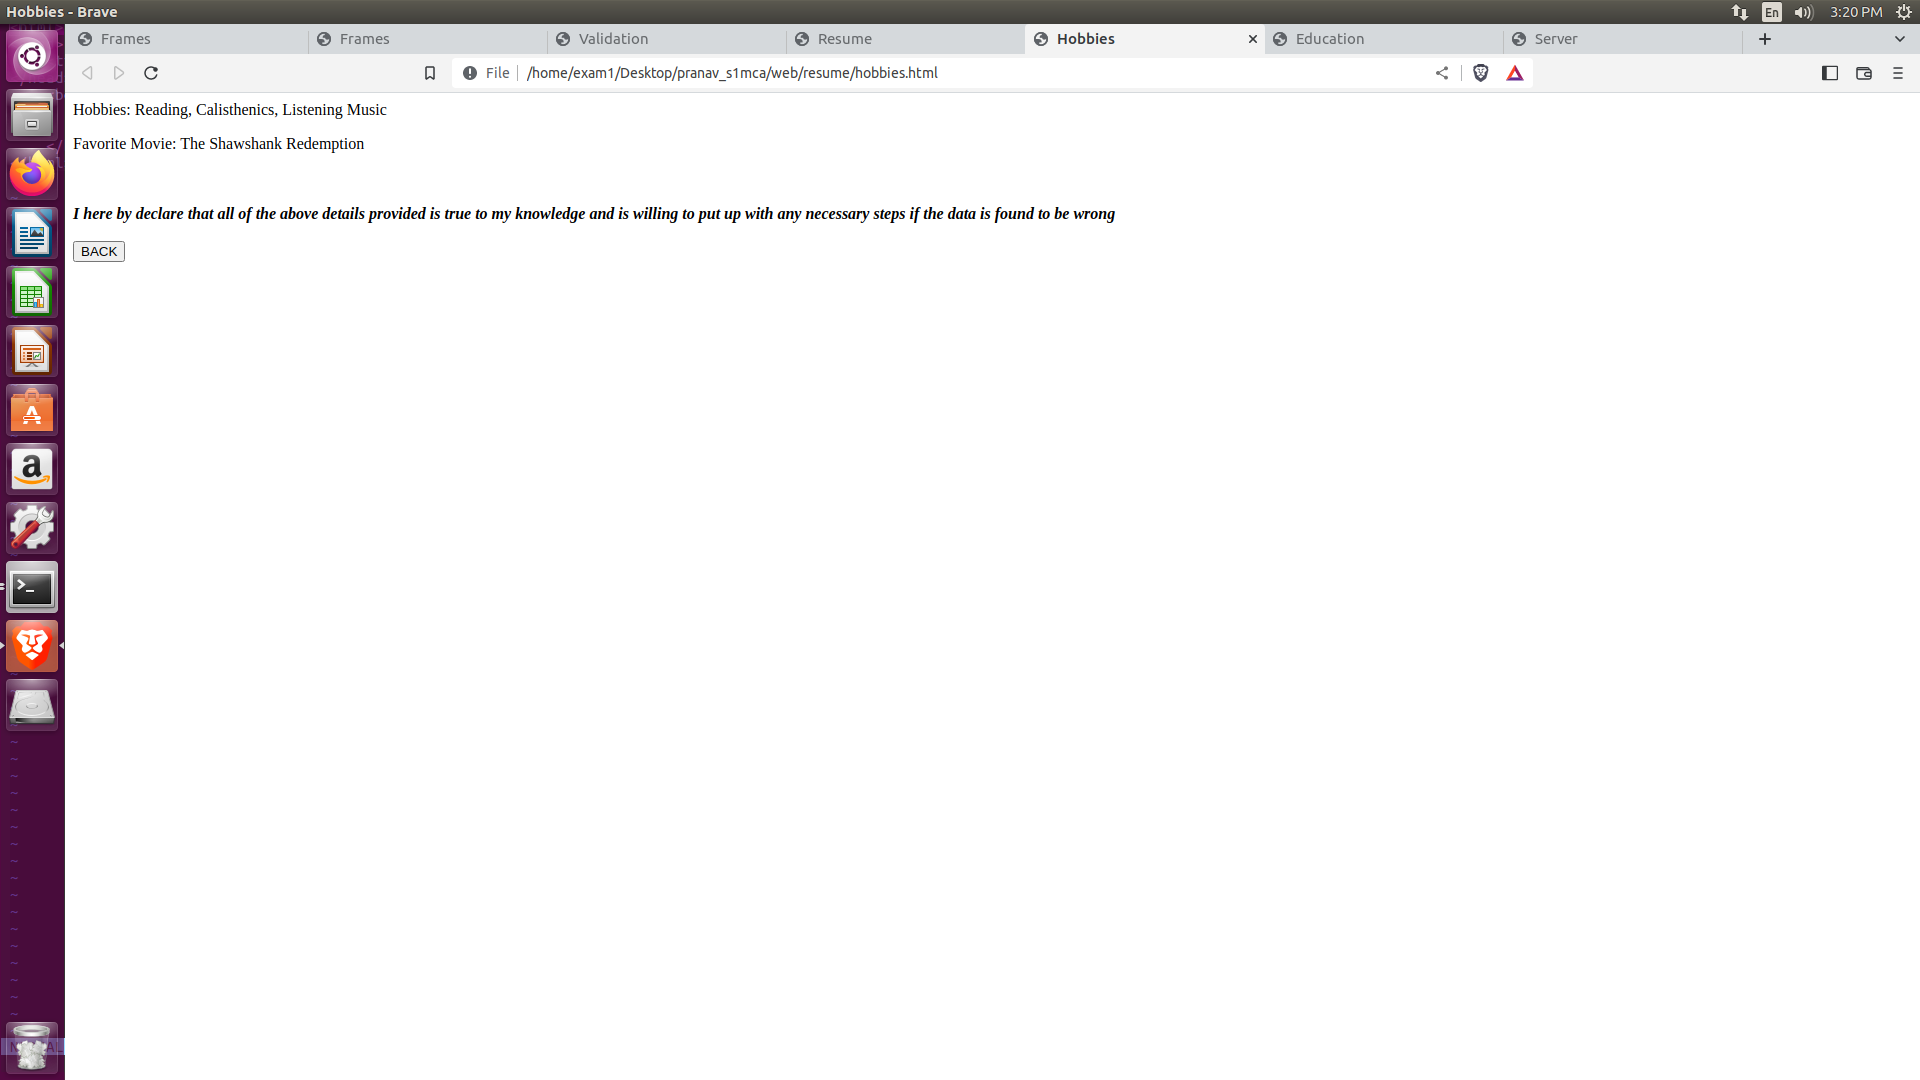 Hobbies - Brave
En
3:20 PM
Frames
Frames
Validation
Resume
Hobbies
Education
Server
File
/home/exam1/Desktop/pranav_s1mca/web/resume/hobbies.html
Hobbies: Reading, Calisthenics, Listening Music
Favorite Movie: The Shawshank Redemption
I here by declare that all of the above details provided is true to my knowledge and is willing to put up with any necessary steps if the data is found to be wrong
BACK